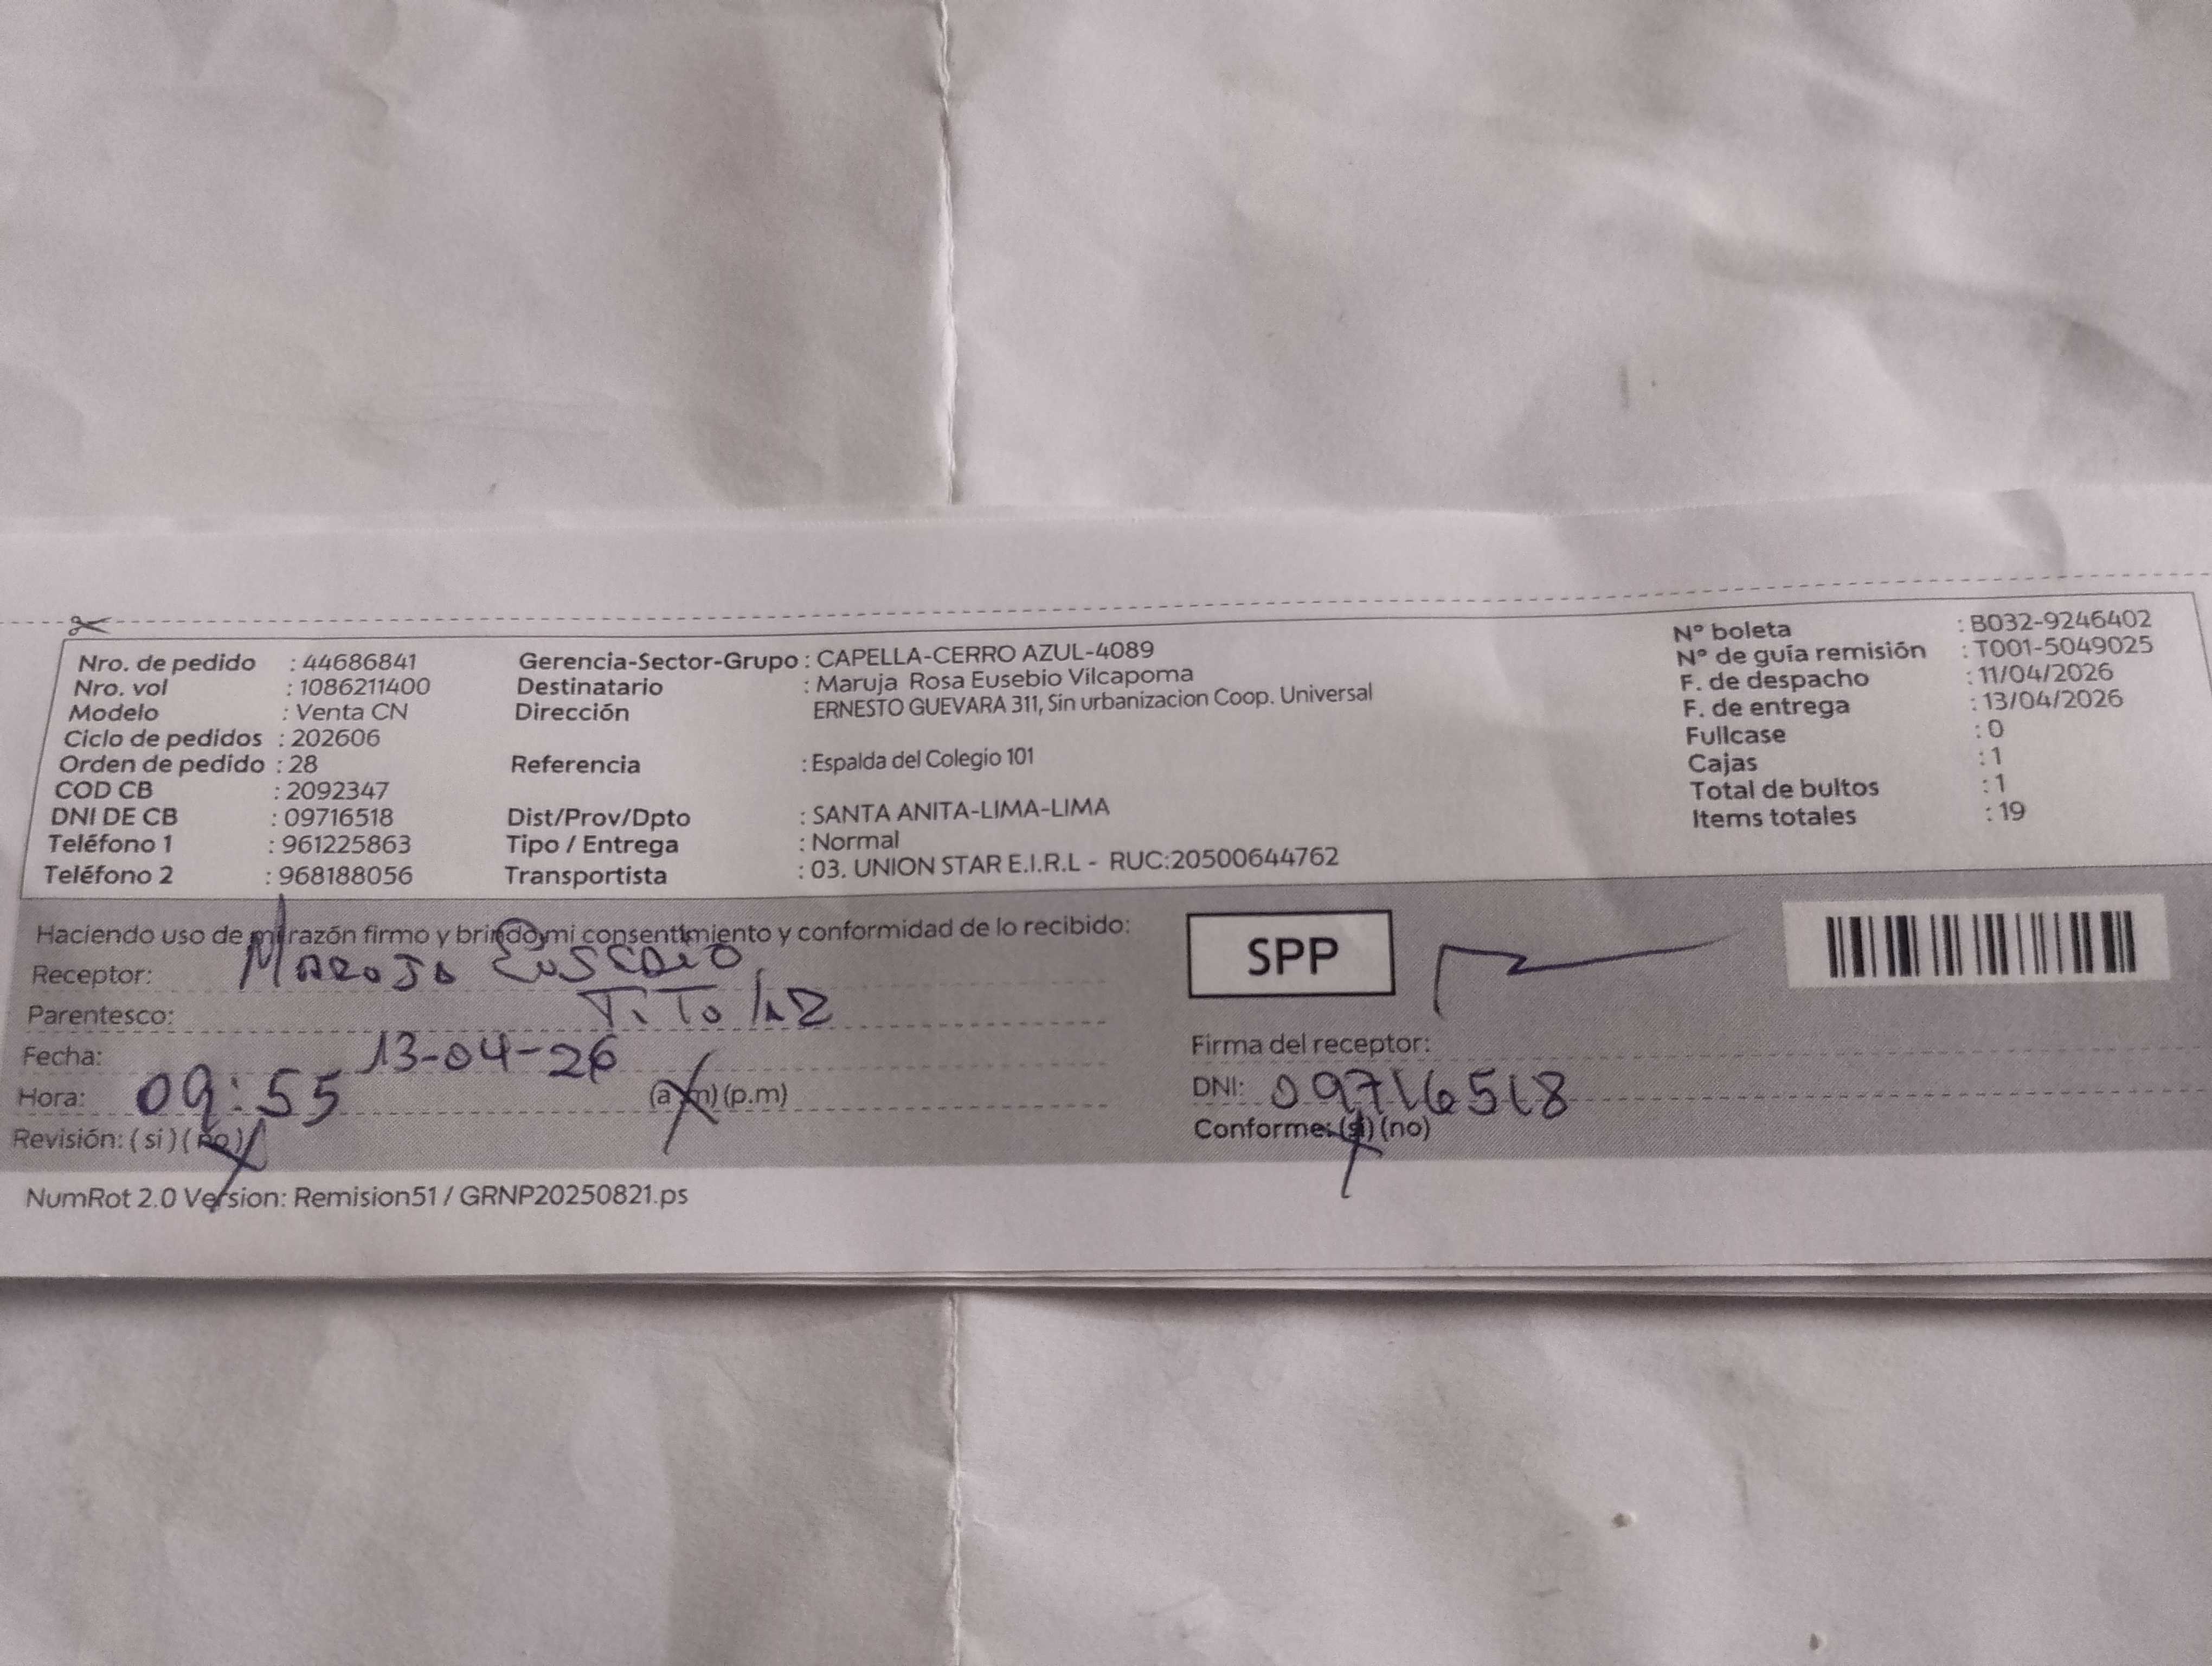 Nro. de pedido : 44686841
Nro. vol : 1086211400
Modelo : Venta CN
Ciclo de pedidos : 202606
Orden de pedido : 28
COD CB : 2092347
DNI DE CB : 09716518
Teléfono 1 : 961225863
Teléfono 2 : 968188056
Gerencia-Sector-Grupo : CAPELLA-CERRO AZUL-4089
Destinatario : Maruja Rosa Eusebio Vilcapoma
Dirección ERNESTO GUEVARA 311, Sin urbanizacion Coop. Universal
Referencia : Espalda del Colegio 101
Dist/Prov/Dpto : SANTA ANITA-LIMA-LIMA
Tipo / Entrega : Normal
Transportista : 03. UNION STAR E.I.R.L - RUC:20500644762
N° boleta : B032-9246402
N° de guía remisión : T001-5049025
F. de despacho : 11/04/2026
F. de entrega : 13/04/2026
Fullcase : 0
Cajas : 1
Total de bultos : 1
Items totales : 19
Haciendo uso de mi razón firmo y brindo mi consentimiento y conformidad de lo recibido:
Receptor: Maruja Eusebio
Parentesco:
Fecha: 13-04-26
Hora: 09:55 (a.m) (p.m)
Revisión: (si) (no)
SPP
Firma del receptor:
DNI: 09716518
Conforme: (si) (no)
NumRot 2.0 Version: Remision51 / GRNP20250821.ps